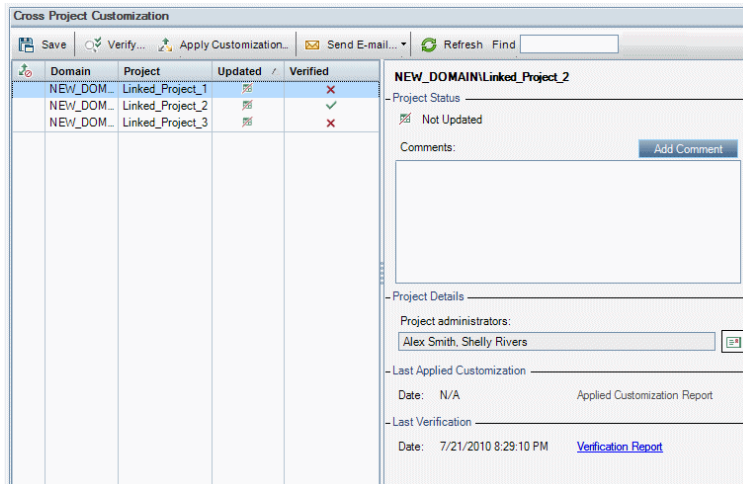 Cross Project Customization
Save Verify... Apply Customization... Send E-mail... Refresh Find
Domain Project Updated Verified
NEW_DOM... Linked_Project_1
NEW_DOM... Linked_Project_2
NEW_DOM... Linked_Project_3
NEW_DOMAIN\Linked_Project_2
Project Status
Not Updated
Comments: Add Comment
Project Details
Project administrators:
Alex Smith, Shelly Rivers
Last Applied Customization
Date: N/A Applied Customization Report
Last Verification
Date: 7/21/2010 8:29:10 PM Verification Report